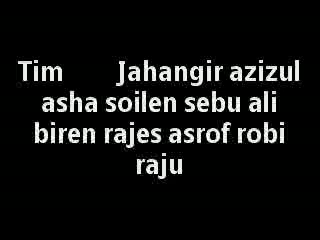 Tim Jahangir azizul
asha soilen sebu ali
biren rajes asrof robi
raju